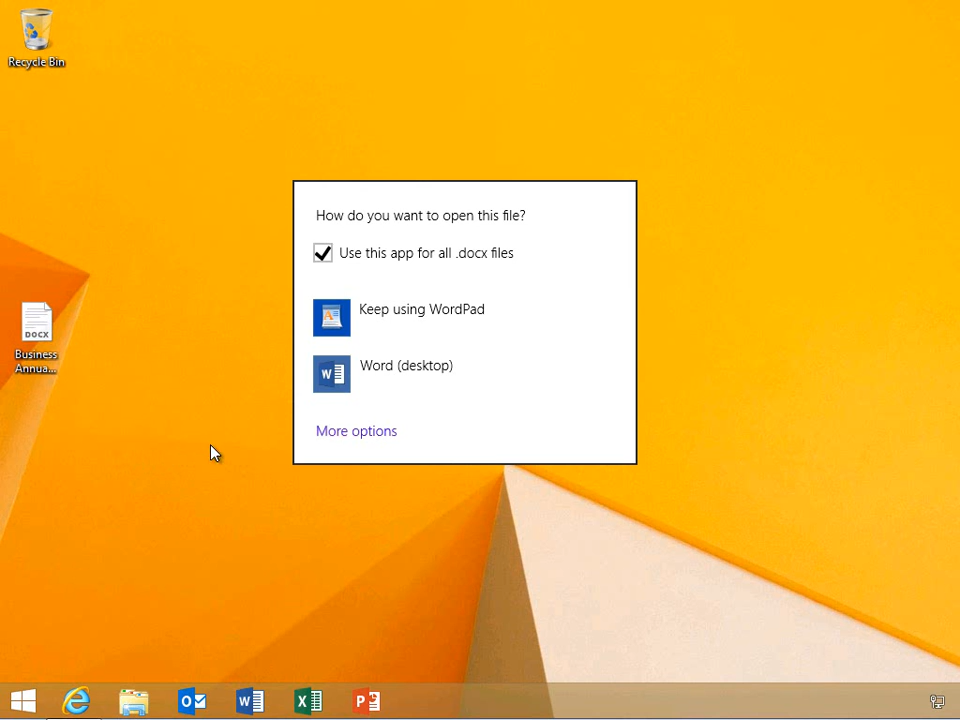 Recycle Bin
How do you want to open this file?
Use this app for all .docx files
Keep using WordPad
Word (desktop)
More options
DOCX
Business
Annua...